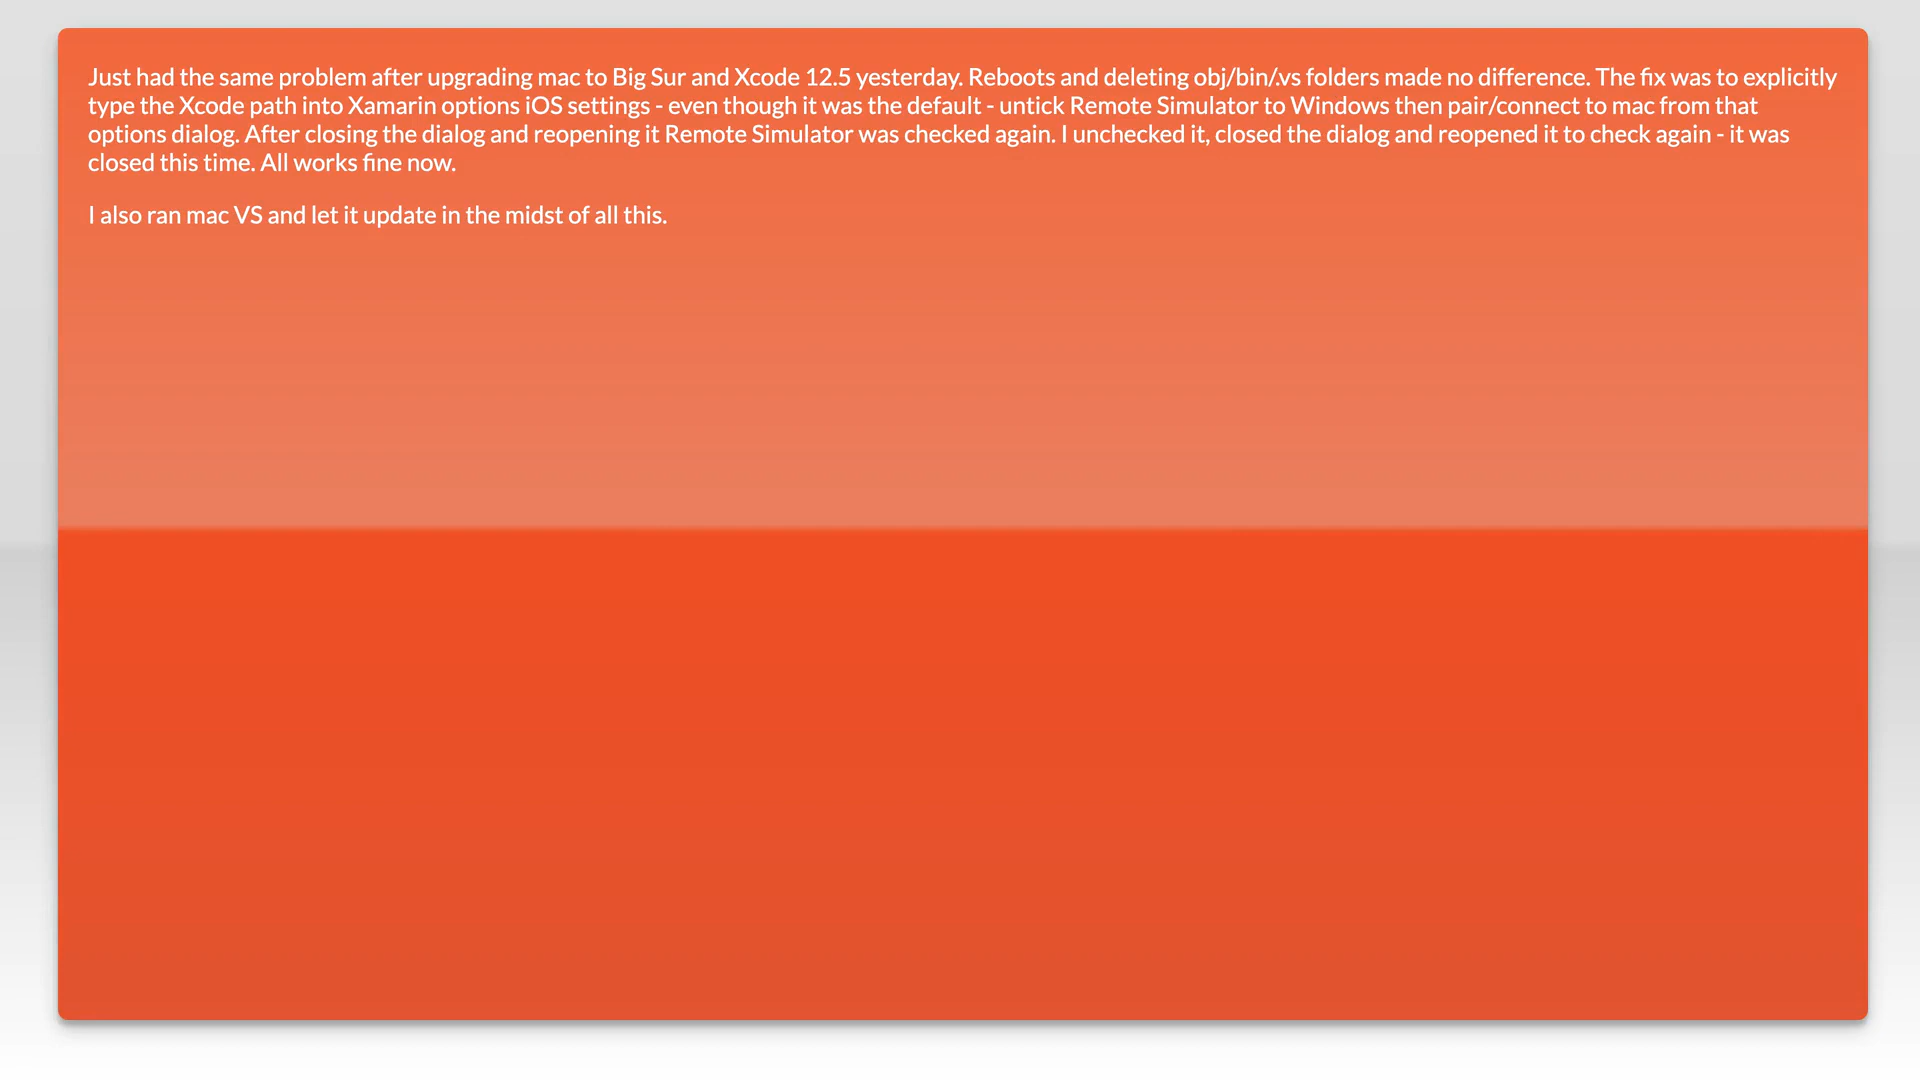 Just had the same problem after upgrading mac to Big Sur and Xcode 12.5 yesterday. Reboots and deleting obj/bin/.vs folders made no difference. The fix was to explicitly
type the Xcode path into Xamarin options iOS settings - even though it was the default - untick Remote Simulator to Windows then pair/connect to mac from that
options dialog. After closing the dialog and reopening it Remote Simulator was checked again. I unchecked it, closed the dialog and reopened it to check again - it was
closed this time. All works fine now.
I also ran mac VS and let it update in the midst of all this.